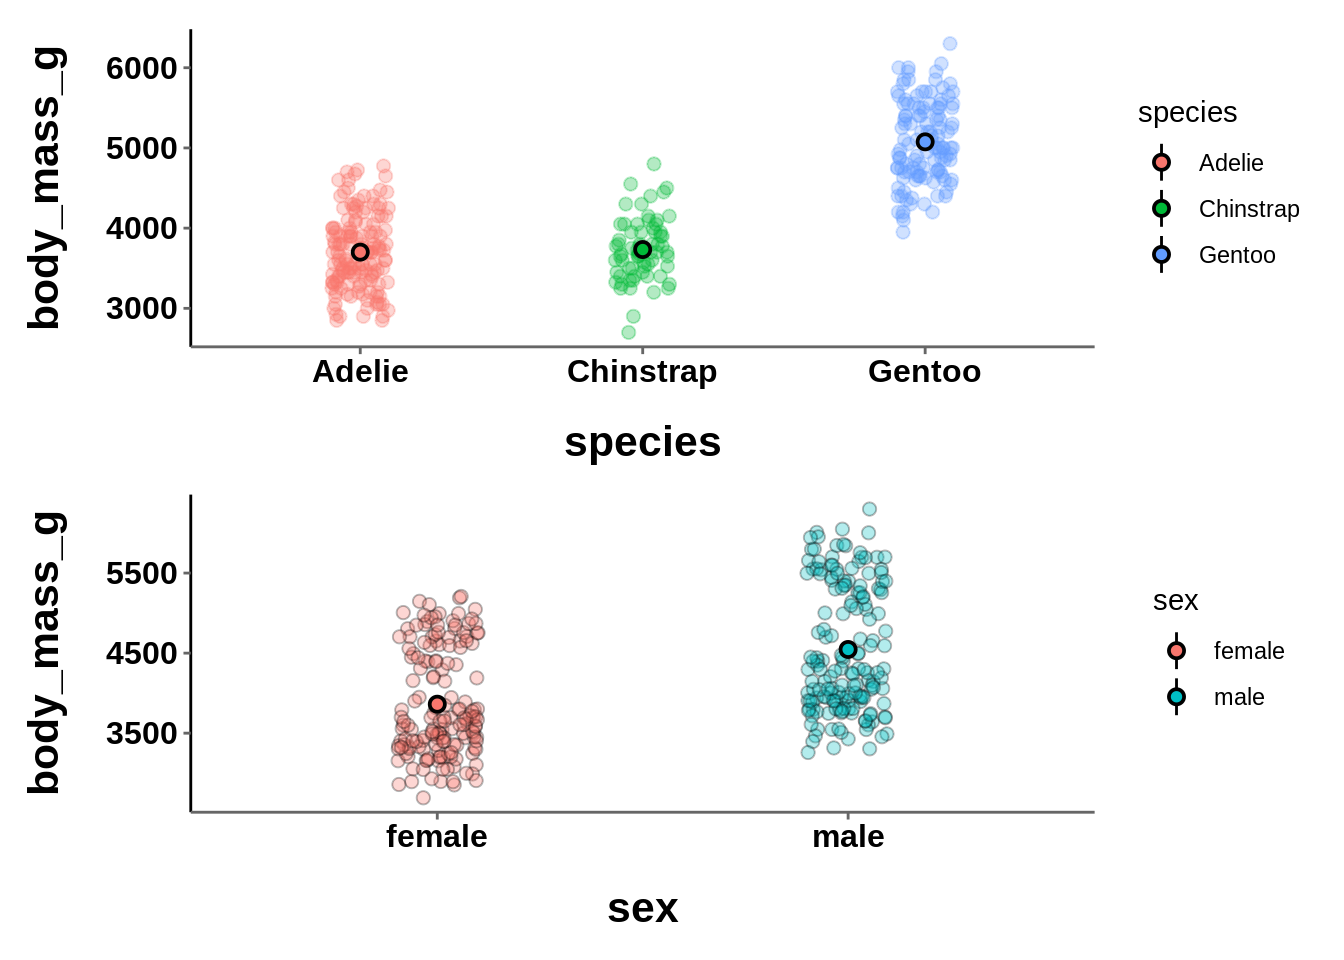 body_mass_g
6000
5000
4000
3000
Adelie
Chinstrap
Gentoo
species
species
Adelie
Chinstrap
Gentoo
body_mass_g
5500
4500
3500
female
male
sex
sex
female
male